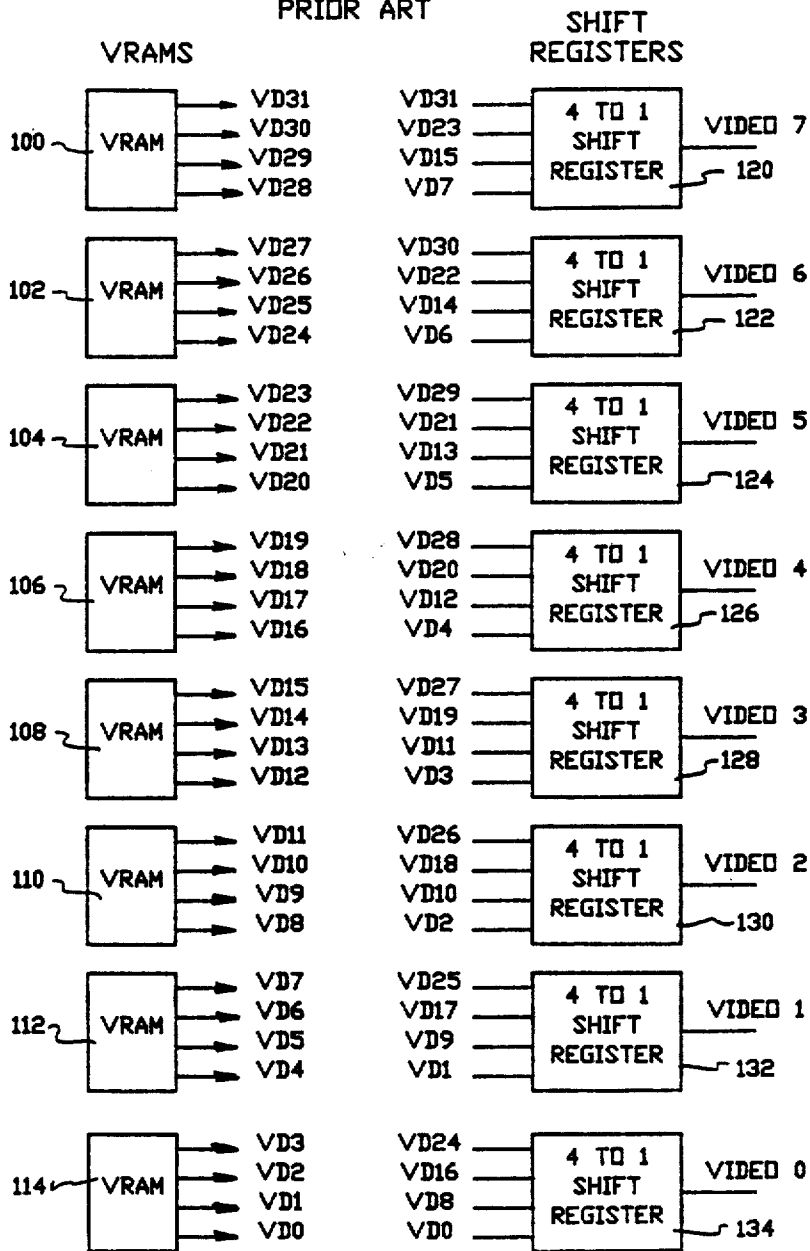 PRIOR ART
VRAMS
SHIFT
REGISTERS
100
VRAM
VD31
VD30
VD29
VD28
VD31
VD23
VD15
VD7
4 TO 1
SHIFT
REGISTER
VIDEO 7
120
102
VRAM
VD27
VD26
VD25
VD24
VD30
VD22
VD14
VD6
4 TO 1
SHIFT
REGISTER
VIDEO 6
122
104
VRAM
VD23
VD22
VD21
VD20
VD29
VD21
VD13
VD5
4 TO 1
SHIFT
REGISTER
VIDEO 5
124
106
VRAM
VD19
VD18
VD17
VD16
VD28
VD20
VD12
VD4
4 TO 1
SHIFT
REGISTER
VIDEO 4
126
108
VRAM
VD15
VD14
VD13
VD12
VD27
VD19
VD11
VD3
4 TO 1
SHIFT
REGISTER
VIDEO 3
128
110
VRAM
VD11
VD10
VD9
VD8
VD26
VD18
VD10
VD2
4 TO 1
SHIFT
REGISTER
VIDEO 2
130
112
VRAM
VD7
VD6
VD5
VD4
VD25
VD17
VD9
VD1
4 TO 1
SHIFT
REGISTER
VIDEO 1
132
114
VRAM
VD3
VD2
VD1
VD0
VD24
VD16
VD8
VD0
4 TO 1
SHIFT
REGISTER
VIDEO 0
134